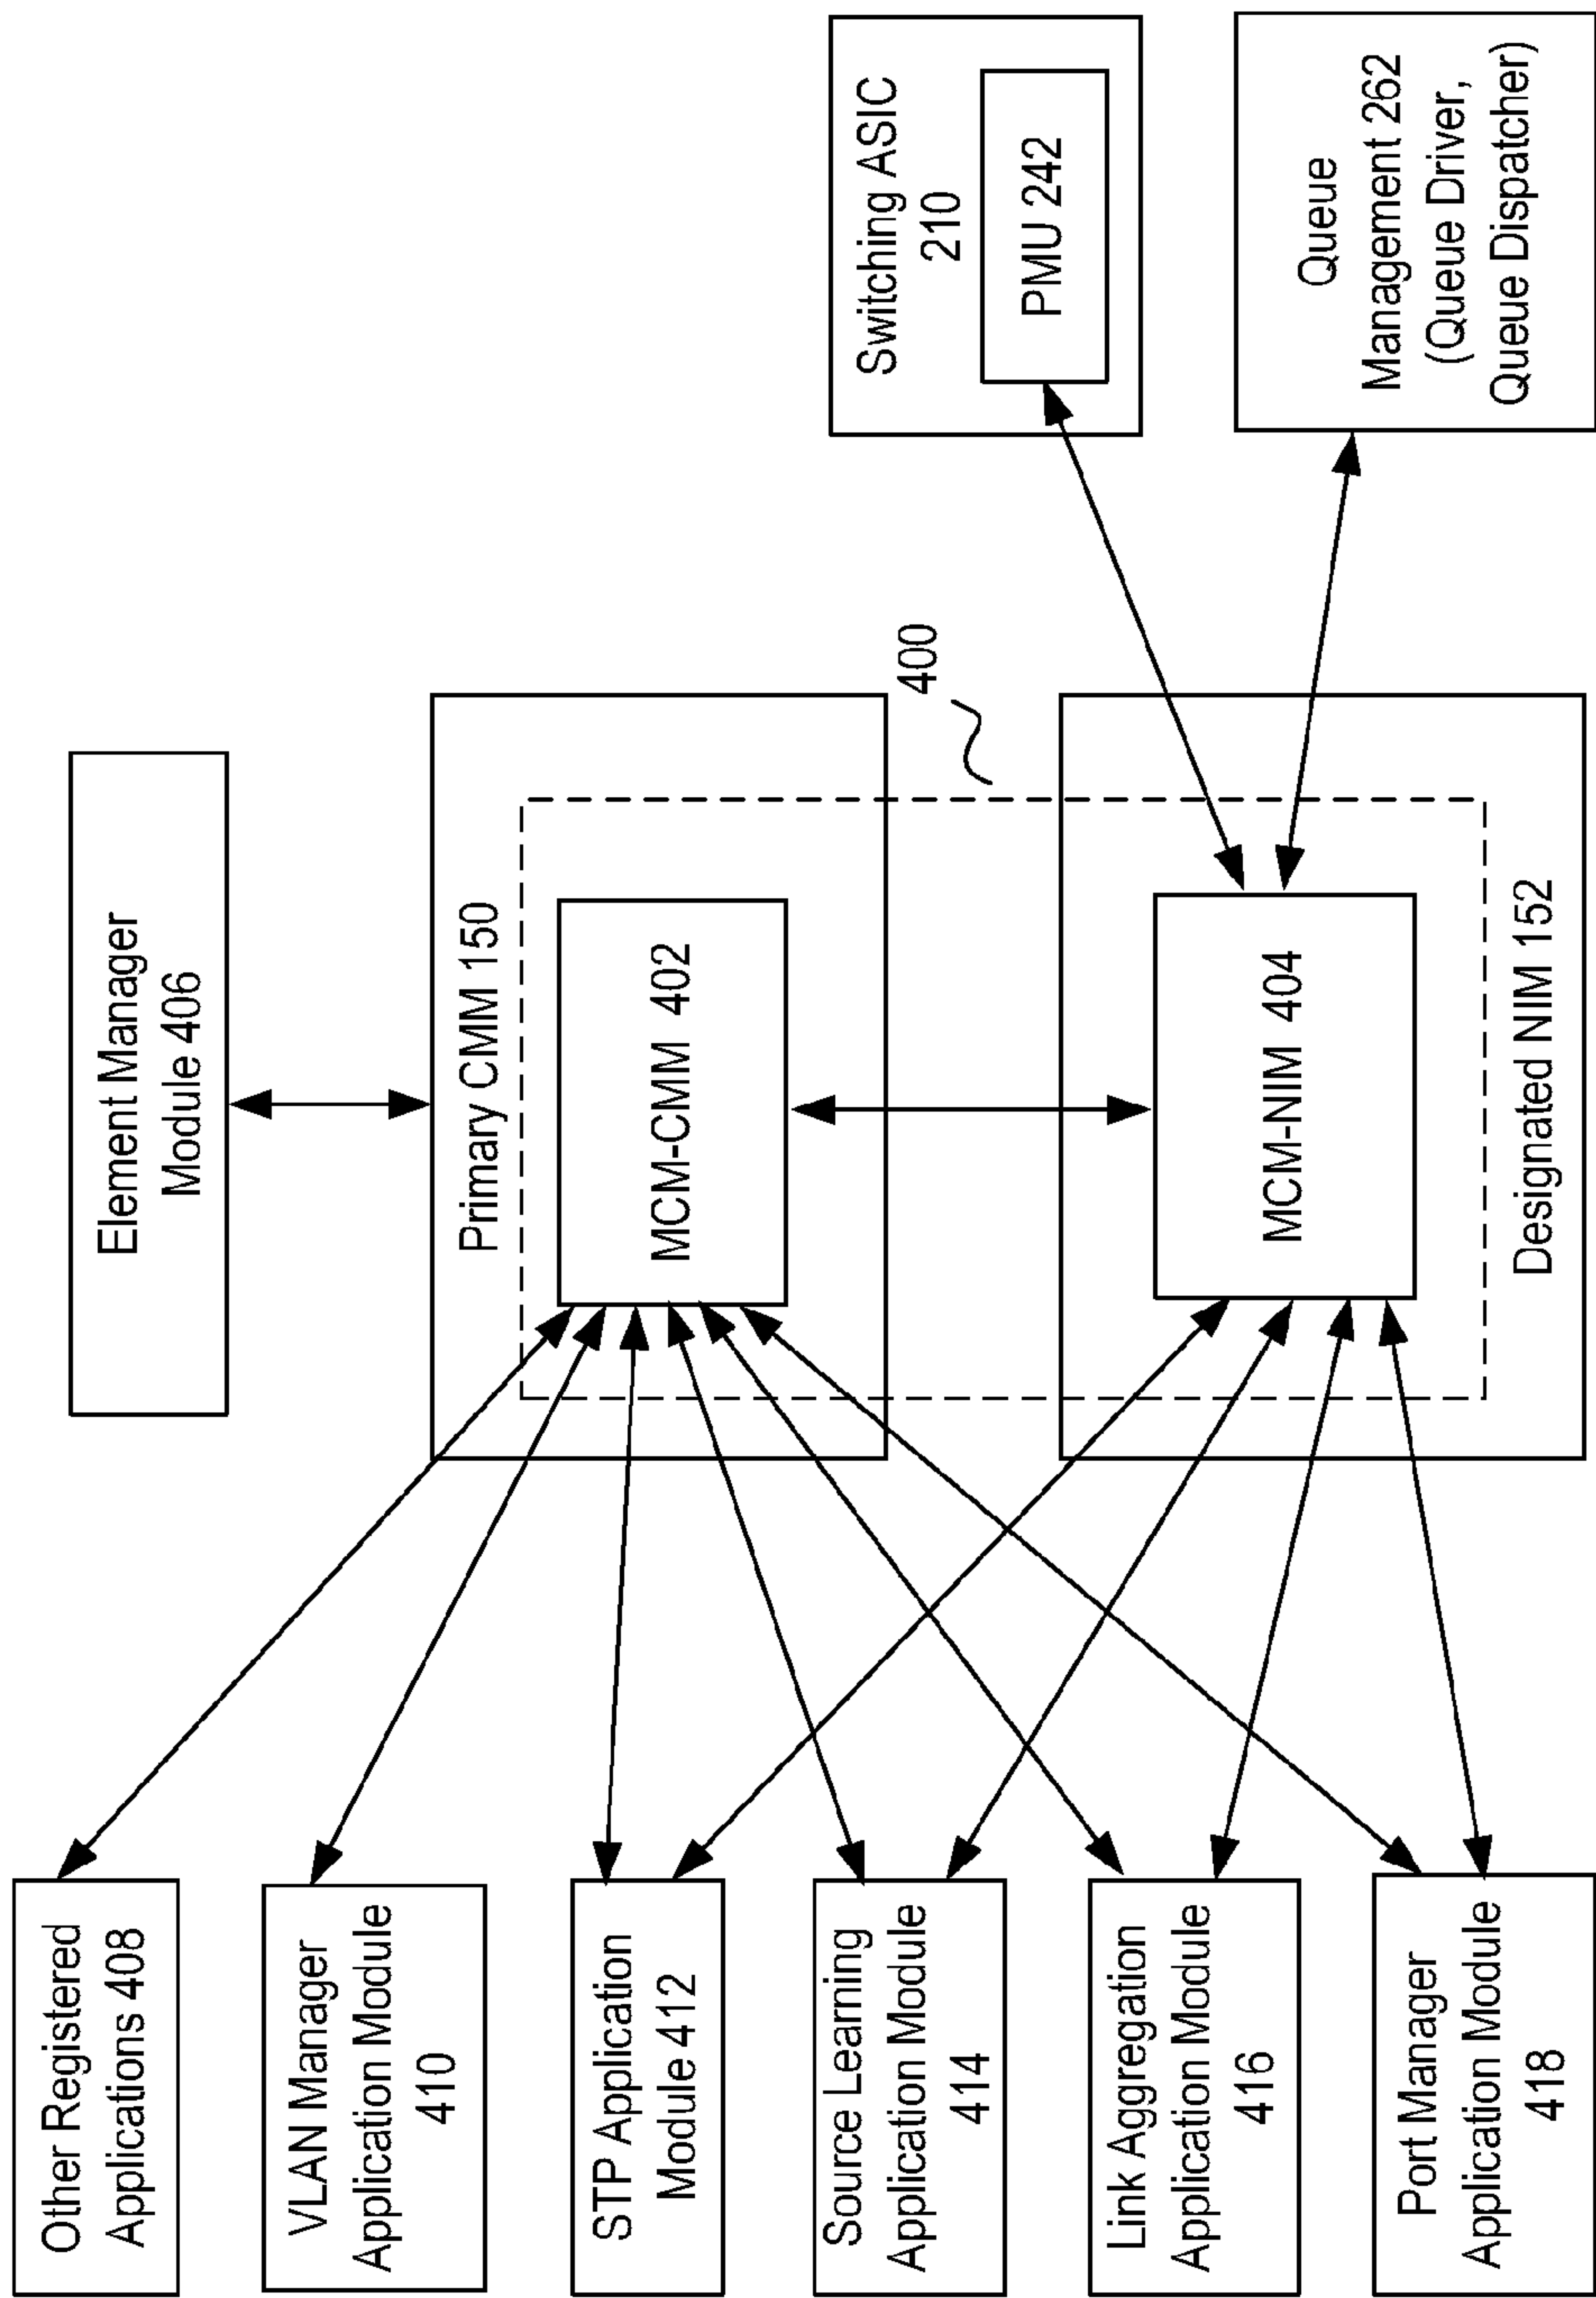 Element Manager
Module 406
Other Registered
Applications 408
VLAN Manager
Application Module
410
STP Application
Module 412
Source Learning
Application Module
414
Link Aggregation
Application Module
416
Port Manager
Application Module
418
Primary CMM 150
MCM-CMM 402
400
MCM-NIM 404
Designated NIM 152
Switching ASIC
210
PMU 242
Queue
Management 262
(Queue Driver,
Queue Dispatcher)